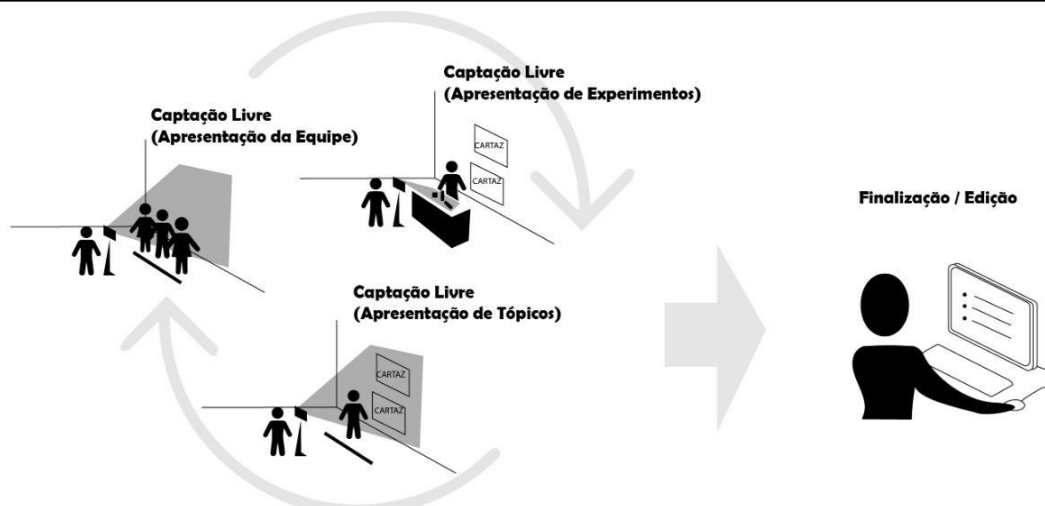 Captação Livre
(Apresentação da Equipe)
Captação Livre
(Apresentação de Experimentos)
CARTAZ
CARTAZ
Captação Livre
(Apresentação de Tópicos)
CARTAZ
CARTAZ
Finalização / Edição